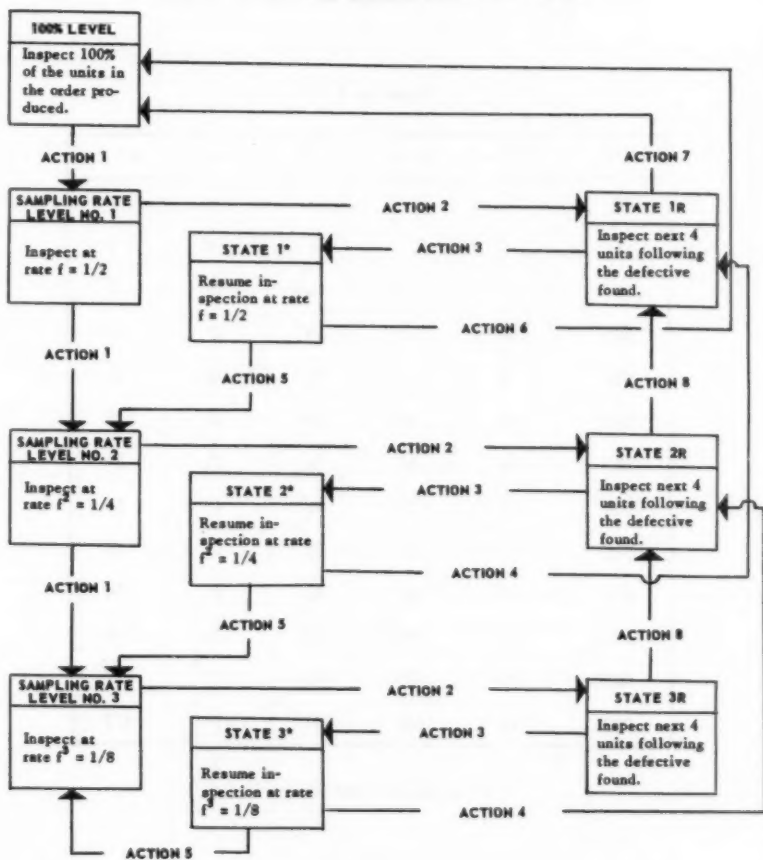 100% LEVEL
Inspect 100%
of the units in
the order pro-
duced.
ACTION 1
ACTION 7
SAMPLING RATE
LEVEL NO. 1
Inspect at
rate f = 1/2
ACTION 2
STATE 1R
Inspect next 4
units following
the defective
found.
STATE 1*
Resume in-
spection at rate
f = 1/2
ACTION 3
ACTION 6
ACTION 1
ACTION 5
ACTION 8
SAMPLING RATE
LEVEL NO. 2
Inspect at
rate f² = 1/4
ACTION 2
STATE 2R
Inspect next 4
units following
the defective
found.
STATE 2*
Resume in-
spection at rate
f² = 1/4
ACTION 3
ACTION 4
ACTION 1
ACTION 5
ACTION 8
SAMPLING RATE
LEVEL NO. 3
Inspect at
rate f³ = 1/8
ACTION 2
STATE 3R
Inspect next 4
units following
the defective
found.
STATE 3*
Resume in-
spection at rate
f³ = 1/8
ACTION 3
ACTION 4
ACTION 5